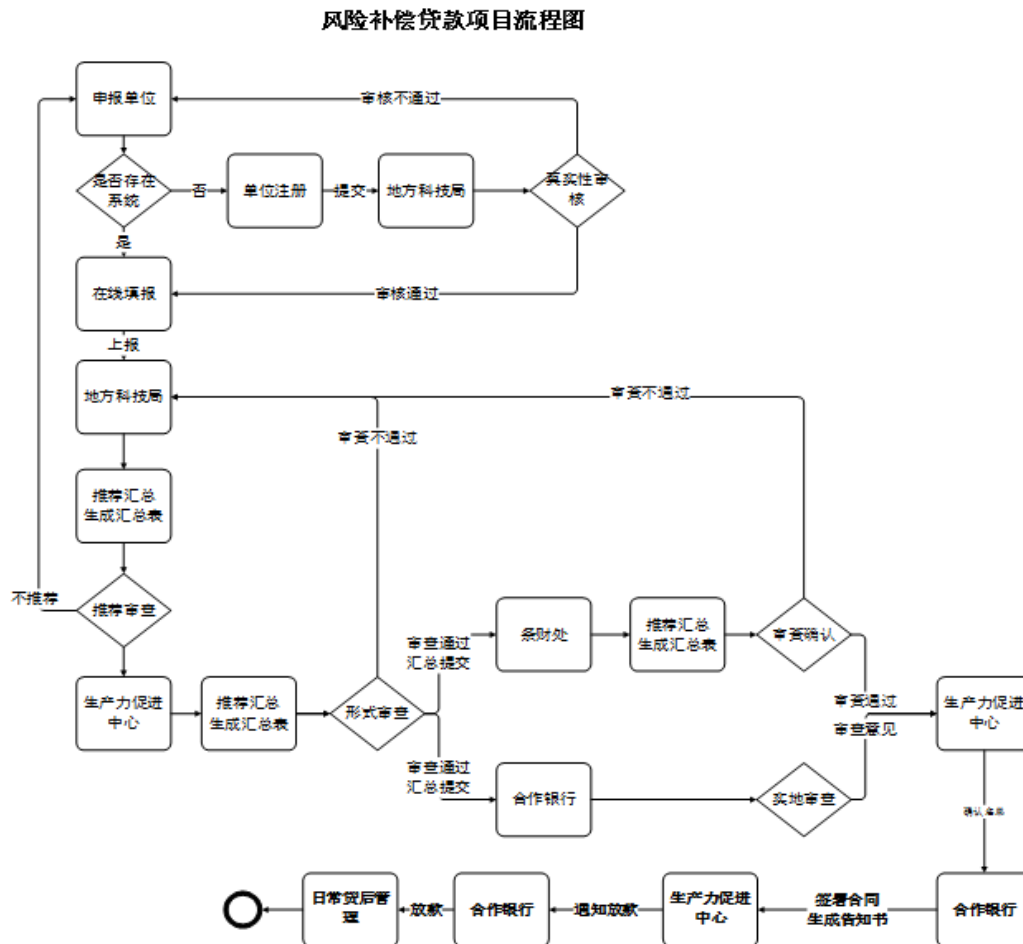 风险补偿贷款项目流程图
申报单位
审核不通过
是否存在
系统
否
单位注册
提交
地方科技局
真实性审
核
是
在线填报
审核通过
上报
地方科技局
审资不通过
审资不通过
推荐汇总
生成汇总表
不推荐
推荐审查
审查通过
汇总提交
条财处
推荐汇总
生成汇总表
审资确认
生产力促进
中心
推荐汇总
生成汇总表
形式审查
审资通过
审查意见
生产力促进
中心
审查通过
汇总提交
合作银行
实地审查
确认名单
日常贷后管
理
放款
合作银行
通知放款
生产力促进
中心
签署合同
生成告知书
合作银行